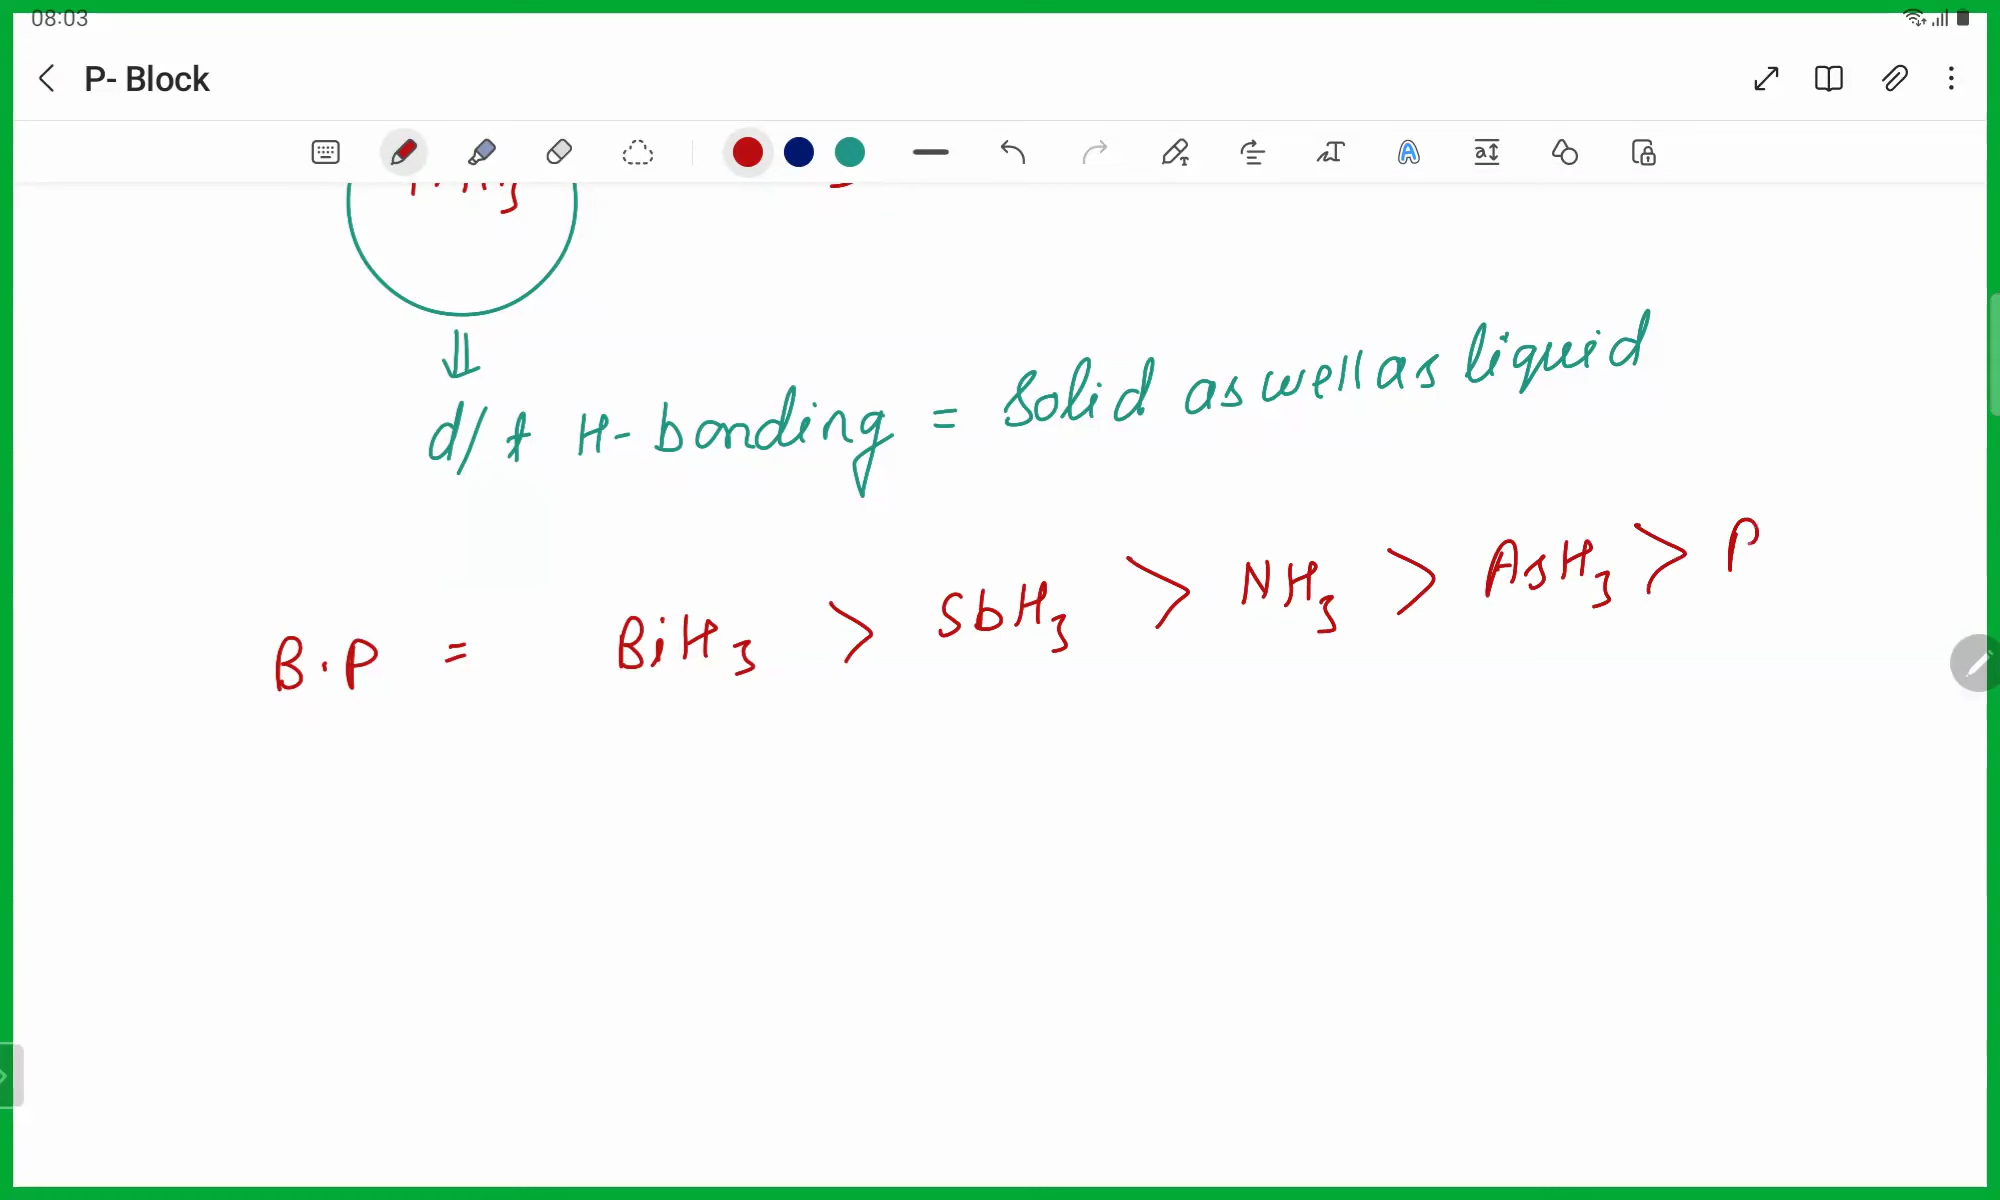 08:03
P- Block
d/t H-bonding = Solid as well as liquid
B.P = BiH3 > SbH3 > NH3 > AsH3 > P